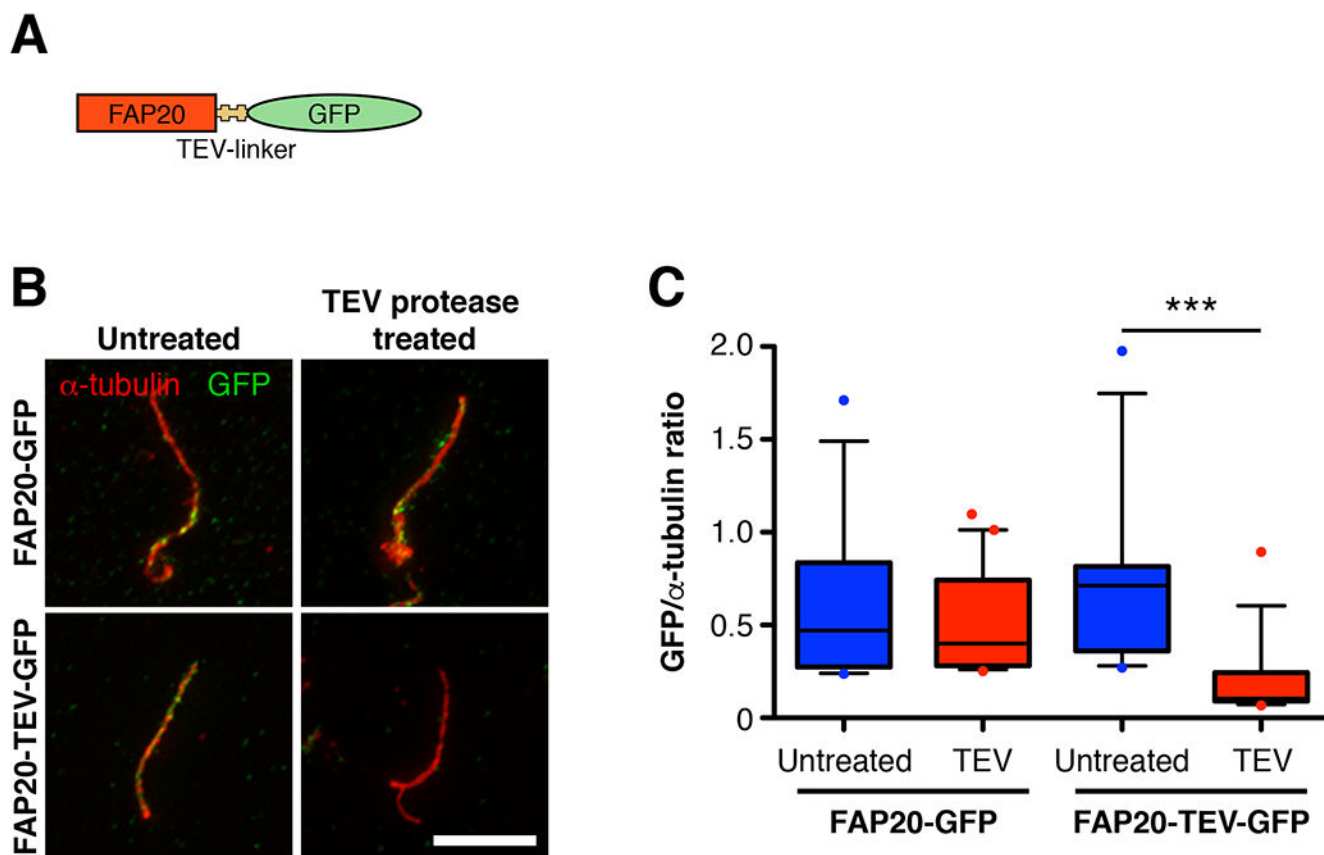 A
FAP20
GFP
TEV-linker
B
Untreated
TEV protease
treated
α-tubulin GFP
FAP20-GFP
FAP20-TEV-GFP
C
***
GFP/α-tubulin ratio
2.0
1.5
1.0
0.5
0
Untreated TEV Untreated TEV
FAP20-GFP FAP20-TEV-GFP